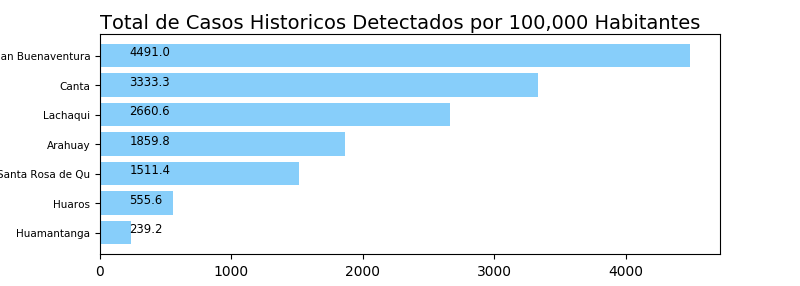 Total de Casos Historicos Detectados por 100,000 Habitantes
an Buenaventura 4491.0
Canta 3333.3
Lachaqui 2660.6
Arahuay 1859.8
Santa Rosa de Qu 1511.4
Huaros 555.6
Huamantanga 239.2
0 1000 2000 3000 4000